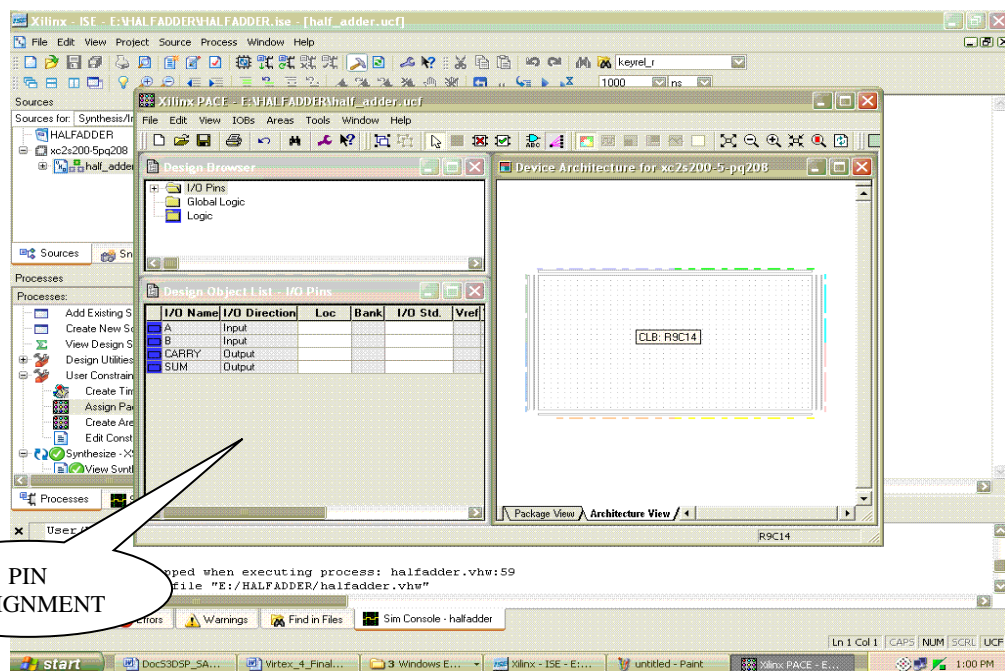 Xilinx - ISE - E:\HALFADDER\HALFADDER.ise - [half_adder.ucf]
File Edit View Project Source Process Window Help
keyrel_r
1000 ns
Sources
Sources for: Synthesis/Im
HALFADDER
xc2s200-5pq208
half_adder
Sources Sn
Processes
Processes:
Add Existing S
Create New So
View Design S
Design Utilities
User Constrain
Create Tim
Assign Pa
Create Are
Edit Const
Synthesize - XS
View Synt
Processes
Xilinx PACE - E:\HALFADDER\half_adder.ucf
File Edit View IOBs Areas Tools Window Help
ABC
Design Browser
I/O Pins
Global Logic
Logic
Design Object List - I/O Pins
I/O Name I/O Direction Loc Bank I/O Std. Vref
A Input
B Input
CARRY Output
SUM Output
Device Architecture for xc2s200-5-pq208
CLB: R9C14
Package View Architecture View
R9C14
PIN
IGNMENT
pped when executing process: halfadder.vhw:59
file "E:/HALFADDER/halfadder.vhw"
Errors Warnings Find in Files Sim Console - halfadder
Ln 1 Col 1 CAPS NUM SCRL UCF
start Doc53DSP_SA... Virtex_4_Final... 3 Windows E... Xilinx - ISE - E:... untitled - Paint Xilinx PACE - E... 1:00 PM